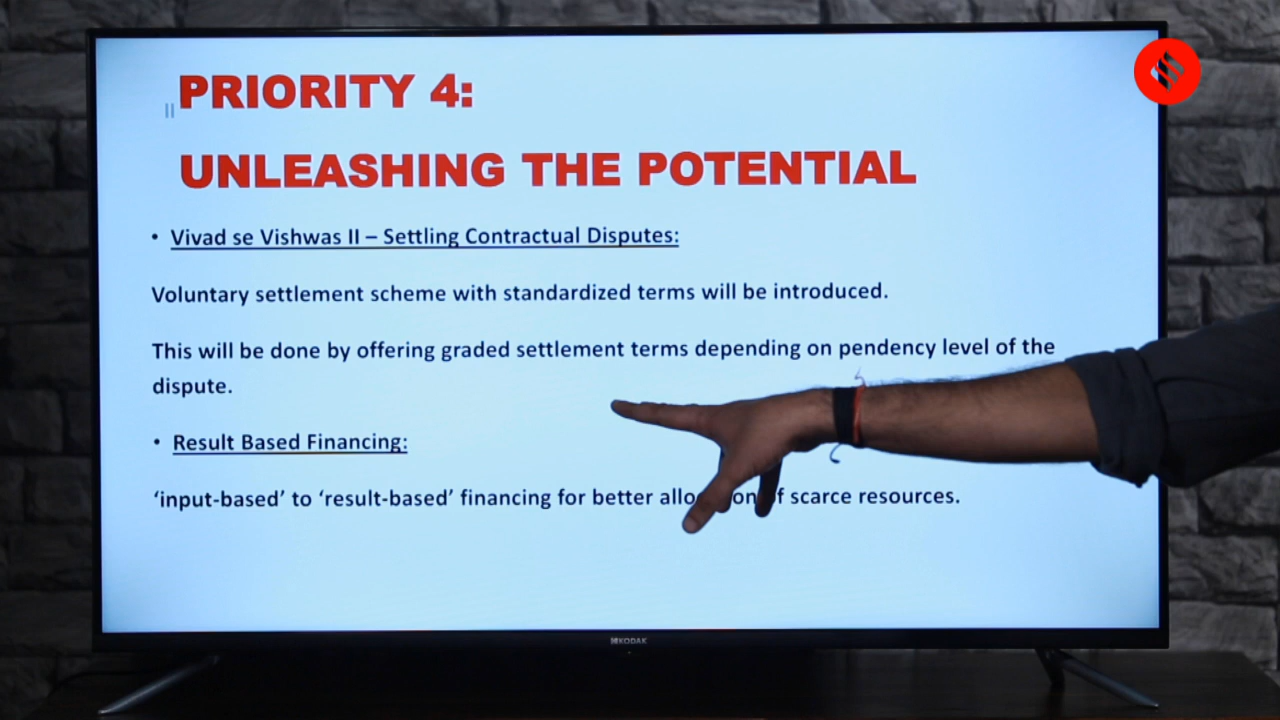 PRIORITY 4:
UNLEASHING THE POTENTIAL
• Vivad se Vishwas II – Settling Contractual Disputes:
Voluntary settlement scheme with standardized terms will be introduced.
This will be done by offering graded settlement terms depending on pendency level of the
dispute.
• Result Based Financing:
‘input-based’ to ‘result-based’ financing for better scarce resources.
KODAK